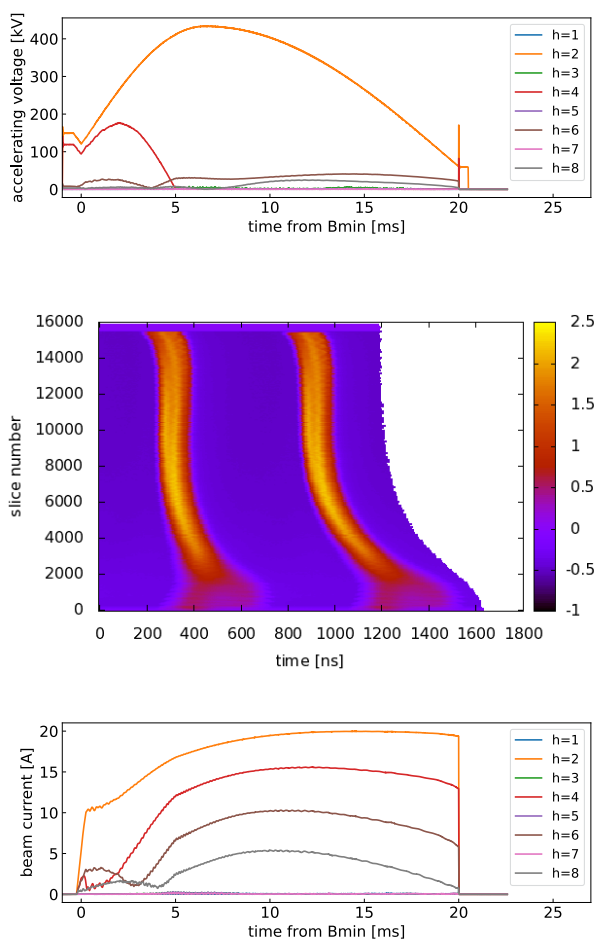 accelerating voltage [kV]
400
300
200
100
0
h=1
h=2
h=3
h=4
h=5
h=6
h=7
h=8
0 5 10 15 20 25
time from Bmin [ms]
slice number
16000
14000
12000
10000
8000
6000
4000
2000
0
2.5
2
1.5
1
0.5
0
-0.5
-1
0 200 400 600 800 1000 1200 1400 1600 1800
time [ns]
beam current [A]
20
15
10
5
0
h=1
h=2
h=3
h=4
h=5
h=6
h=7
h=8
0 5 10 15 20 25
time from Bmin [ms]